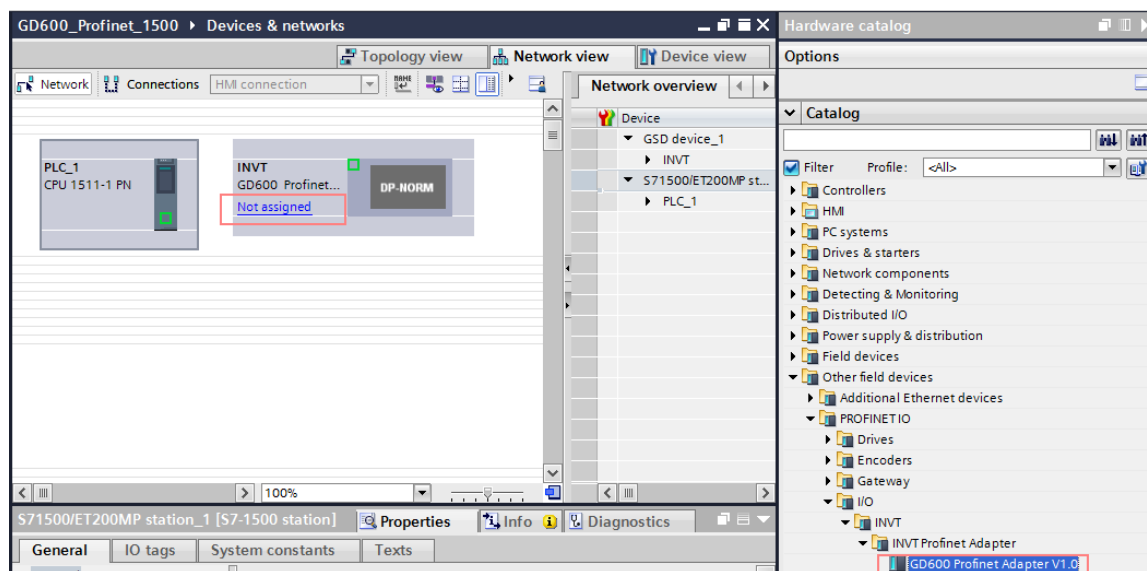 GD600_Profinet_1500 ▸ Devices & networks
Topology view
Network view
Device view
Network
Connections
HMI connection
PLC_1
CPU 1511-1 PN
INVT
GD600 Profinet...
Not assigned
DP-NORM
100%
Network overview
Device
GSD device_1
INVT
S71500/ET200MP st...
PLC_1
S71500/ET200MP station_1 [S7-1500 station]
Properties
Info
Diagnostics
General
IO tags
System constants
Texts
Hardware catalog
Options
Catalog
Filter
Profile:
<All>
Controllers
HMI
PC systems
Drives & starters
Network components
Detecting & Monitoring
Distributed I/O
Power supply & distribution
Field devices
Other field devices
Additional Ethernet devices
PROFINET IO
Drives
Encoders
Gateway
I/O
INVT
INVT Profinet Adapter
GD600 Profinet Adapter V1.0